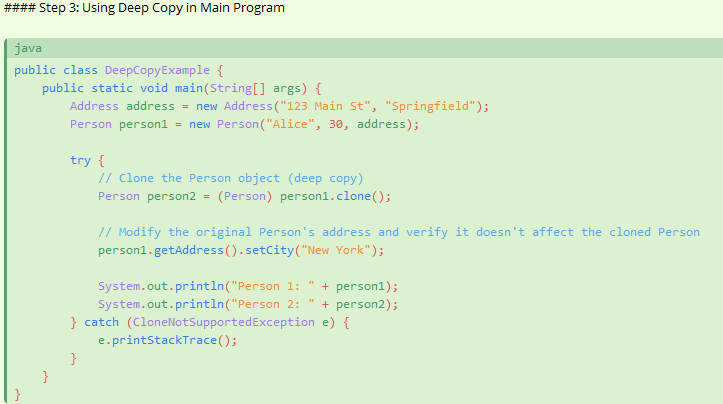 #### Step 3: Using Deep Copy in Main Program
java
public class DeepCopyExample {
    public static void main(String[] args) {
        Address address = new Address("123 Main St", "Springfield");
        Person person1 = new Person("Alice", 30, address);

        try {
            // Clone the Person object (deep copy)
            Person person2 = (Person) person1.clone();

            // Modify the original Person's address and verify it doesn't affect the cloned Person
            person1.getAddress().setCity("New York");

            System.out.println("Person 1: " + person1);
            System.out.println("Person 2: " + person2);
        } catch (CloneNotSupportedException e) {
            e.printStackTrace();
        }
    }
}